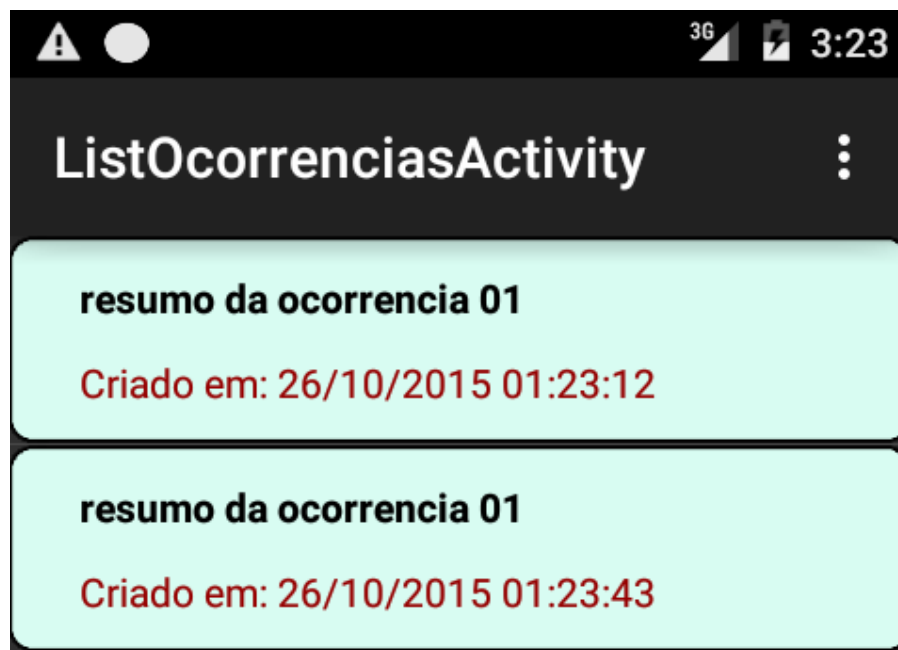 3G 3:23
ListOcorrenciasActivity
resumo da ocorrencia 01
Criado em: 26/10/2015 01:23:12
resumo da ocorrencia 01
Criado em: 26/10/2015 01:23:43